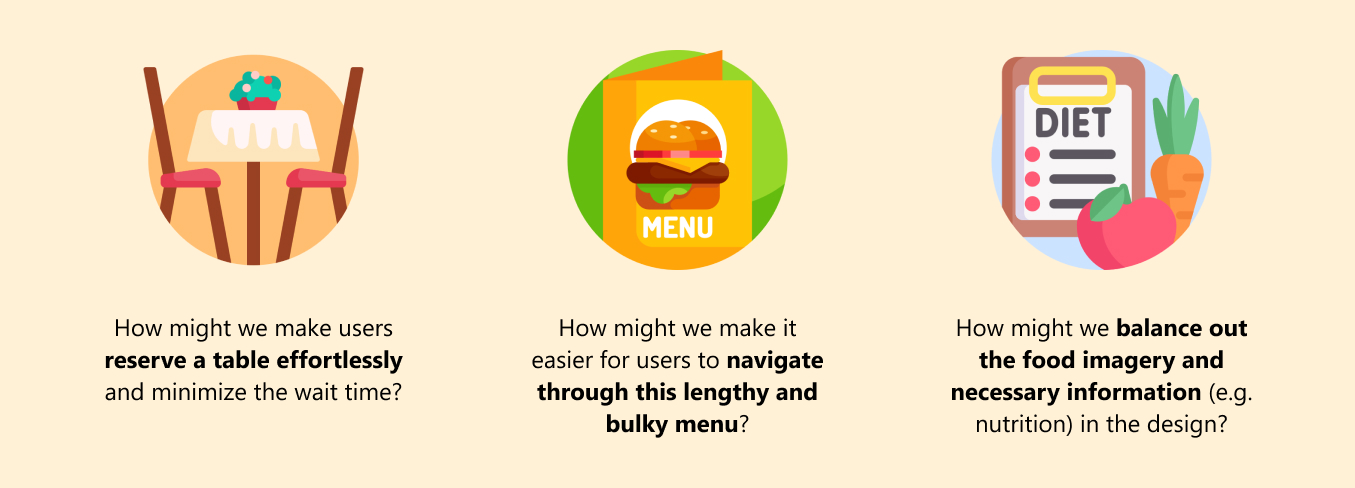 MENU
DIET
How might we make users
reserve a table effortlessly
and minimize the wait time?
How might we make it
easier for users to navigate
through this lengthy and
bulky menu?
How might we balance out
the food imagery and
necessary information (e.g.
nutrition) in the design?